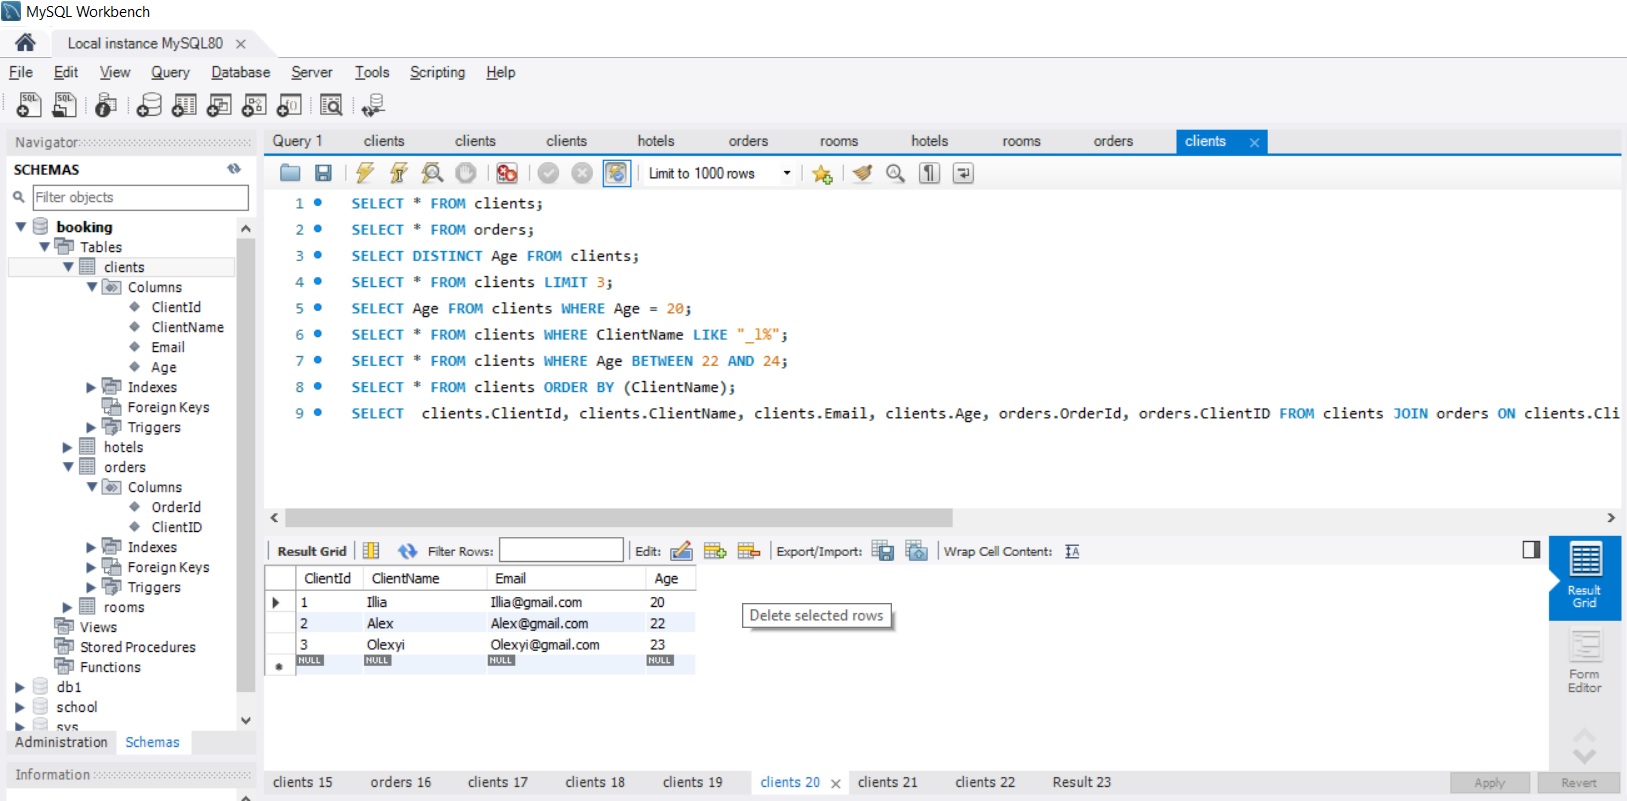 MySQL Workbench
Local instance MySQL80
File Edit View Query Database Server Tools Scripting Help
Navigator
SCHEMAS
Filter objects
booking
Tables
clients
Columns
ClientId
ClientName
Email
Age
Indexes
Foreign Keys
Triggers
hotels
orders
Columns
OrderId
ClientID
Indexes
Foreign Keys
Triggers
rooms
Views
Stored Procedures
Functions
db1
school
sys
Administration Schemas
Information
Query 1 clients clients clients hotels orders rooms hotels rooms orders clients
Limit to 1000 rows
1 SELECT * FROM clients;
2 SELECT * FROM orders;
3 SELECT DISTINCT Age FROM clients;
4 SELECT * FROM clients LIMIT 3;
5 SELECT Age FROM clients WHERE Age = 20;
6 SELECT * FROM clients WHERE ClientName LIKE "_l%";
7 SELECT * FROM clients WHERE Age BETWEEN 22 AND 24;
8 SELECT * FROM clients ORDER BY (ClientName);
9 SELECT clients.ClientId, clients.ClientName, clients.Email, clients.Age, orders.OrderId, orders.ClientID FROM clients JOIN orders ON clients.Cli
Result Grid Filter Rows: Edit: Export/Import: Wrap Cell Content:
ClientId ClientName Email Age
1 Illia Illia@gmail.com 20
2 Alex Alex@gmail.com 22
3 Olexyi Olexyi@gmail.com 23
NULL NULL NULL NULL
Delete selected rows
Result Grid
Form Editor
clients 15 orders 16 clients 17 clients 18 clients 19 clients 20 clients 21 clients 22 Result 23
Apply Revert